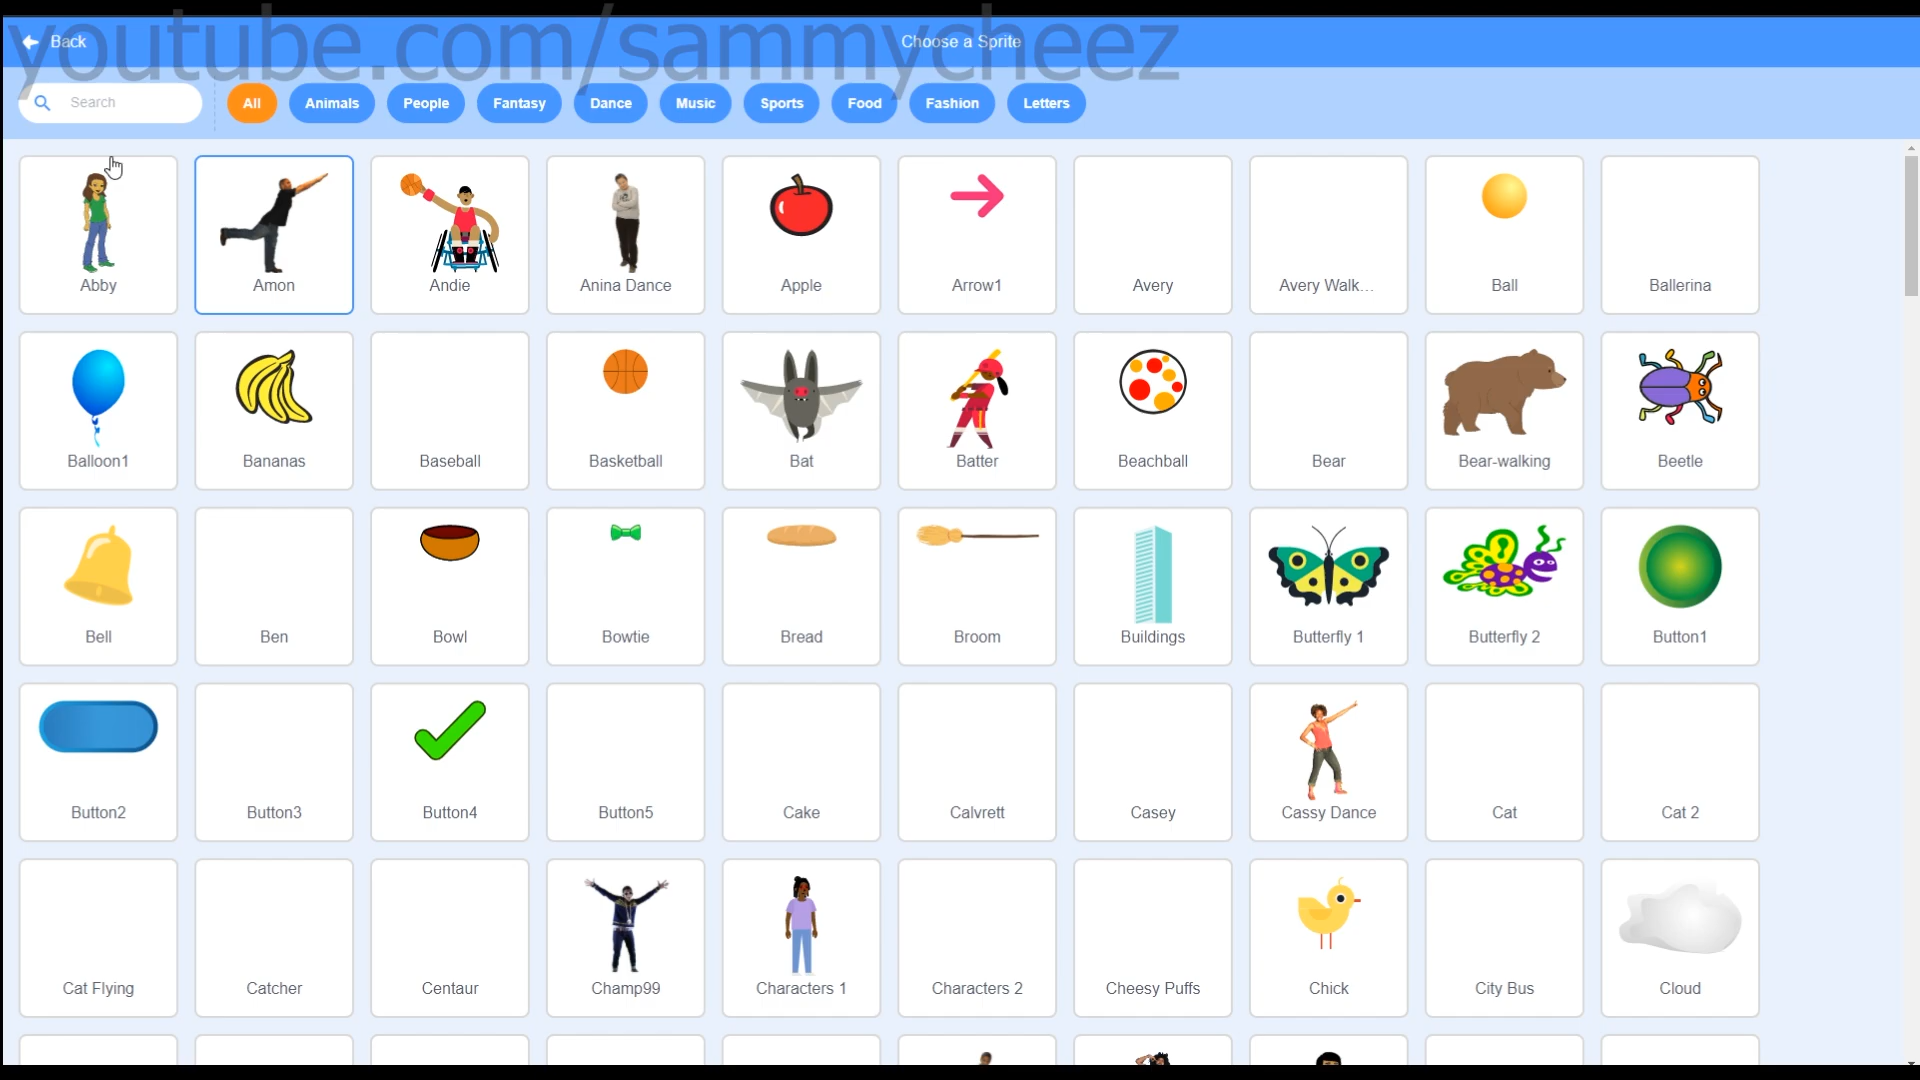 youtube.com/sammycheez
Back
Choose a Sprite
Search
All Animals People Fantasy Dance Music Sports Food Fashion Letters
Abby Amon Andie Anina Dance Apple Arrow1 Avery Avery Walk... Ball Ballerina
Balloon1 Bananas Baseball Basketball Bat Batter Beachball Bear Bear-walking Beetle
Bell Ben Bowl Bowtie Bread Broom Buildings Butterfly 1 Butterfly 2 Button1
Button2 Button3 Button4 Button5 Cake Calvrett Casey Cassy Dance Cat Cat 2
Cat Flying Catcher Centaur Champ99 Characters 1 Characters 2 Cheesy Puffs Chick City Bus Cloud